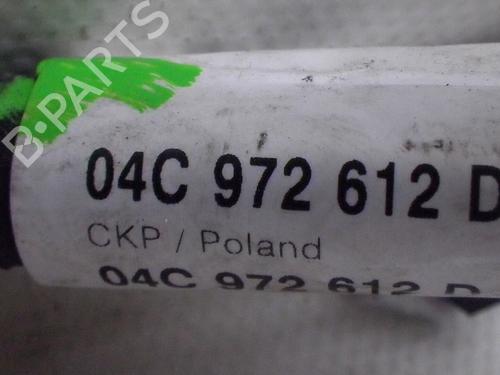 B-PARTS
04C 972 612 D
CKP / Poland
04C 972 612 D